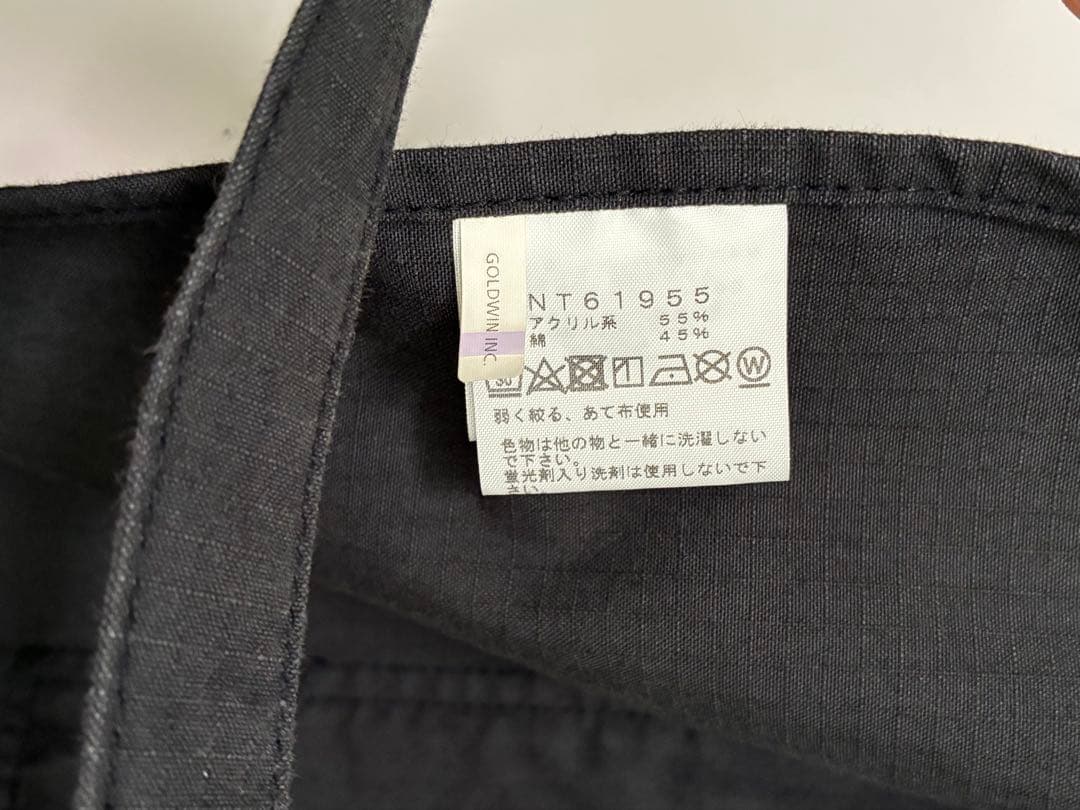 GOLDWIN INC.
NT61955
アクリル系 55%
綿 45%
30
W
弱く絞る、あて布使用
色物は他の物と一緒に洗濯しない
で下さい。
蛍光剤入り洗剤は使用しないで下
さい。